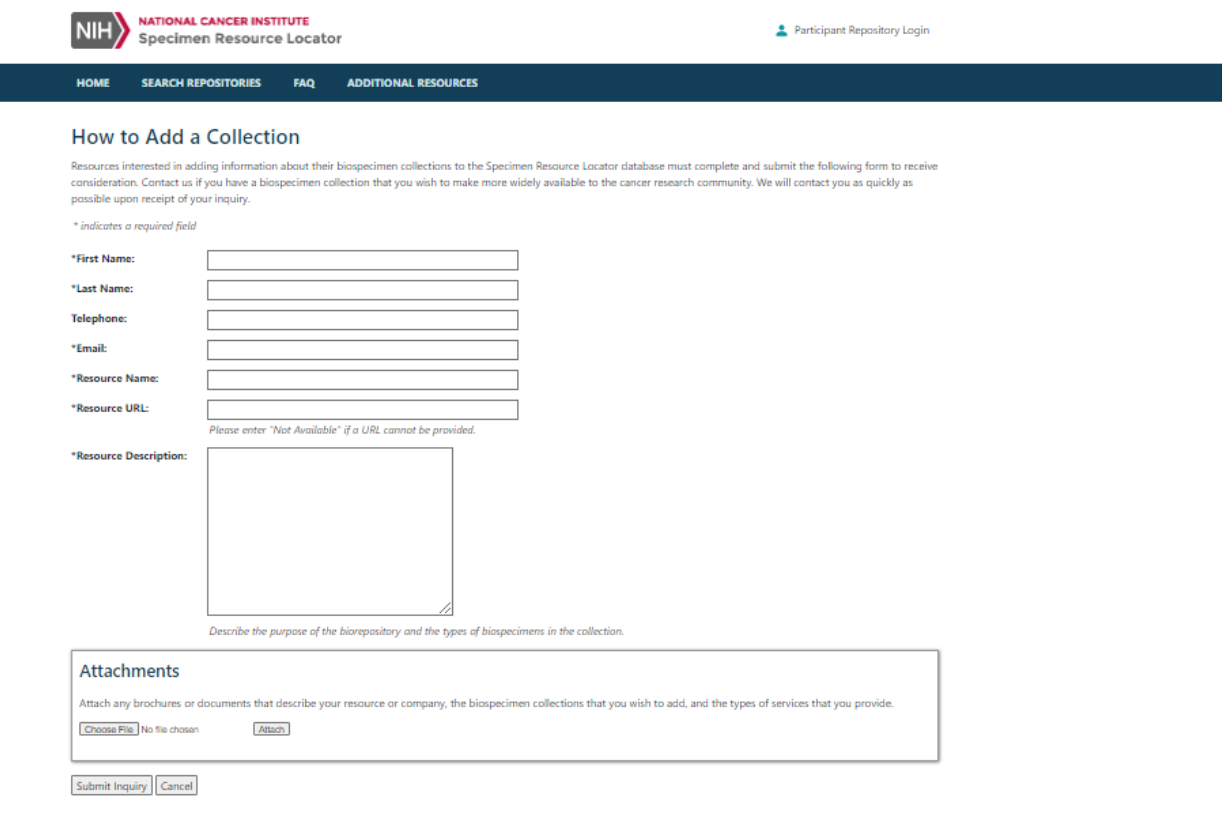 NIH NATIONAL CANCER INSTITUTE
Specimen Resource Locator
Participant Repository Login
HOME SEARCH REPOSITORIES FAQ ADDITIONAL RESOURCES
How to Add a Collection
Resources interested in adding information about their biospecimen collections to the Specimen Resource Locator database must complete and submit the following form to receive
consideration. Contact us if you have a biospecimen collection that you wish to make more widely available to the cancer research community. We will contact you as quickly as
possible upon receipt of your inquiry.
* indicates a required field
*First Name:
*Last Name:
Telephone:
*Email:
*Resource Name:
*Resource URL:
Please enter "Not Available" if a URL cannot be provided.
*Resource Description:
Describe the purpose of the biorepository and the types of biospecimens in the collection.
Attachments
Attach any brochures or documents that describe your resource or company, the biospecimen collections that you wish to add, and the types of services that you provide.
Choose File No file chosen Attach
Submit Inquiry Cancel